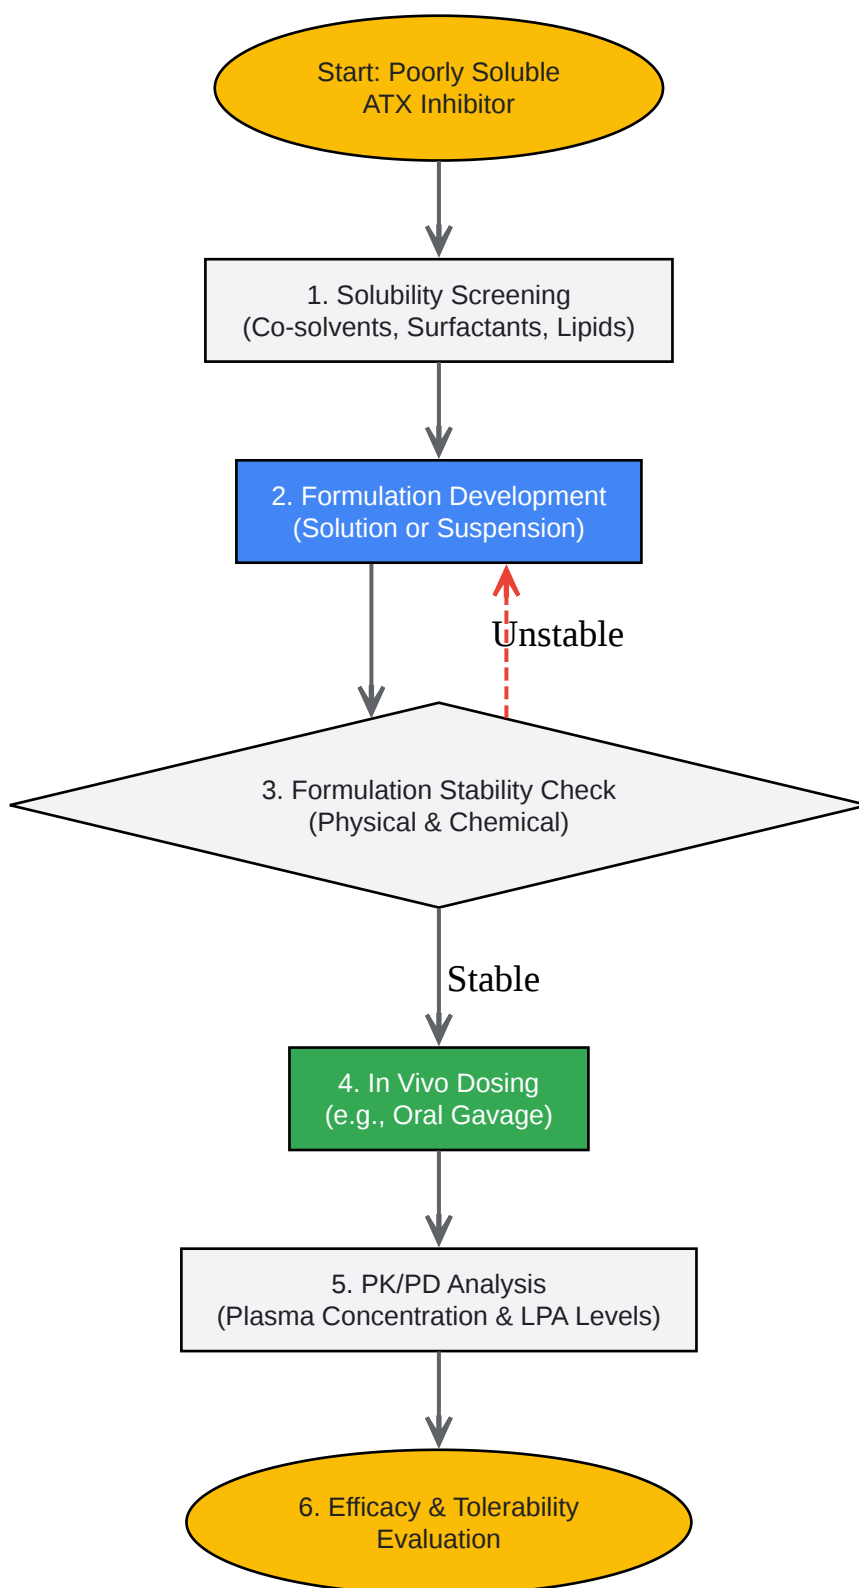 Start: Poorly Soluble
ATX Inhibitor
1. Solubility Screening
(Co-solvents, Surfactants, Lipids)
2. Formulation Development
(Solution or Suspension)
Unstable
3. Formulation Stability Check
(Physical & Chemical)
Stable
4. In Vivo Dosing
(e.g., Oral Gavage)
5. PK/PD Analysis
(Plasma Concentration & LPA Levels)
6. Efficacy & Tolerability
Evaluation